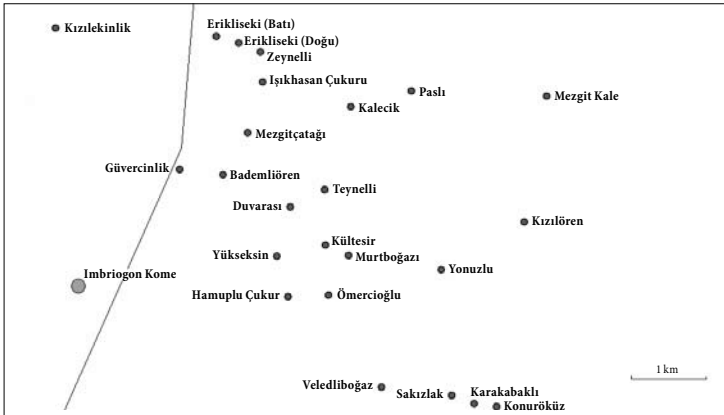 Kızılekinlik
Erikliseki (Batı)
Erikliseki (Doğu)
Zeynelli
Işıkhasan Çukuru
Paslı
Mezgit Kale
Kalecik
Mezgitçatağı
Güvercinlik
Bademliören
Teynelli
Duvarası
Kızılören
Kültesir
Yükseksin
Murtboğazı
Yonuzlu
Imbriogon Kome
Hamuplu Çukur
Ömercioğlu
1 km
Veledliboğaz
Sakızlak
Karakabaklı
Konuröküz